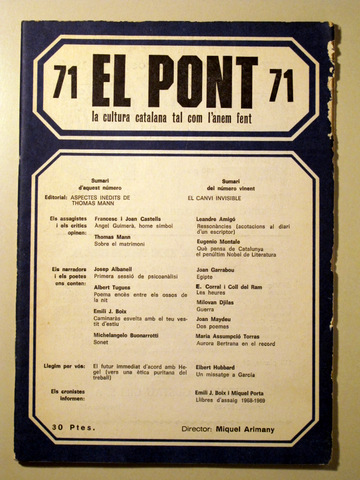 71 EL PONT 71
la cultura catalana tal com l'anem fent
Sumari
d'aquest número
Sumari
del número vinent
Editorial: ASPECTES INÈDITS DE
THOMAS MANN
EL CANVI INVISIBLE
Els assagistes
i els crítics
opinen:
Francesc i Joan Castells
Àngel Guimerà, home símbol
Thomas Mann
Sobre el matrimoni
Leandre Amigó
Ressonàncies (acotacions al diari
d'un escriptor)
Eugenio Montale
Què pensa de Catalunya
el penúltim Nobel de Literatura
Els narradors
i els poetes
ens conten:
Josep Albanell
Primera sessió de psicoanàlisi
Albert Tugues
Poema encès entre els ossos de
la nit
Emili J. Boix
Caminaràs esvelta amb el teu ves-
tit d'estiu
Michelangelo Buonarrotti
Sonet
Joan Garrabou
Egipte
E. Corral i Coll del Ram
Les heures
Milovan Djilas
Guerra
Joan Maydeu
Dos poemes
Maria Assumpció Torras
Aurora Bertrana en el record
Llegim per vós:
El futur immediat d'acord amb He-
gel (vers una ètica puritana del
treball)
Elbert Hubbard
Un missatge a Garcia
Els cronistes
informen:
Emili J. Boix i Miquel Porta
Llibres d'assaig 1968-1969
30 Ptes.
Director: Miquel Arimany